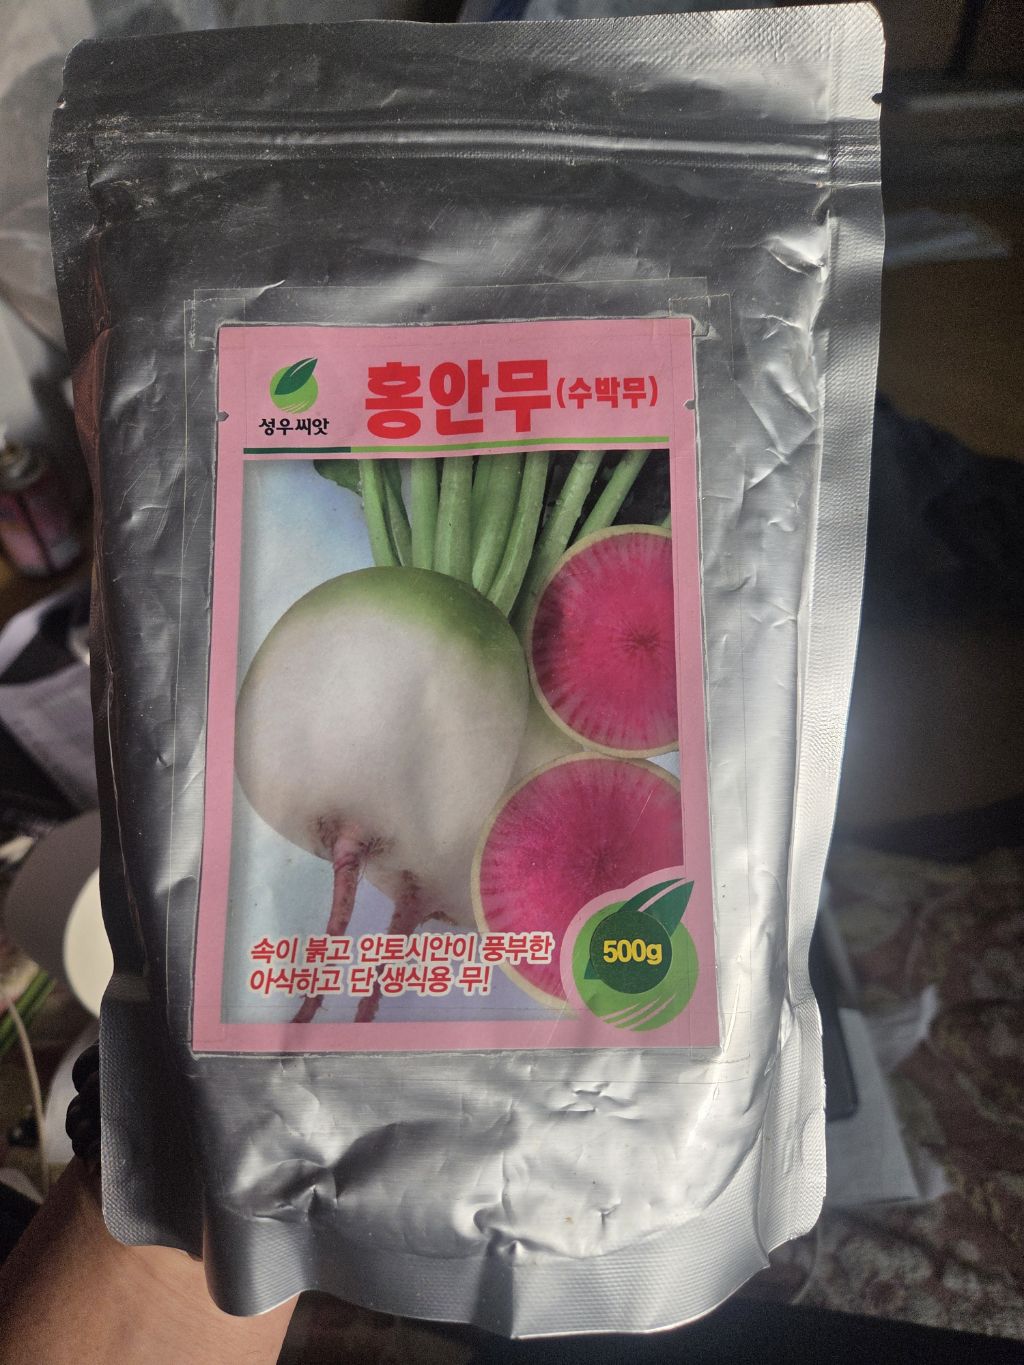 홍안무(수박무)
성우씨앗
속이 붉고 안토시안이 풍부한
아삭하고 단 생식용 무!
500g